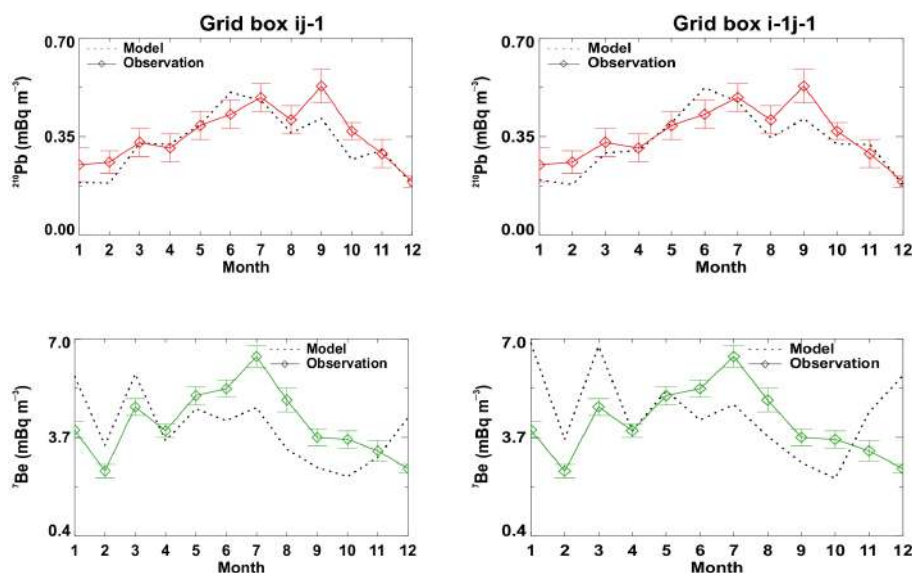 Grid box ij-1
0.70
Model
Observation
²¹⁰Pb (mBq m⁻³)
0.35
0.00
1 2 3 4 5 6 7 8 9 10 11 12
Month
Grid box i-1j-1
0.70
Model
Observation
²¹⁰Pb (mBq m⁻³)
0.35
0.00
1 2 3 4 5 6 7 8 9 10 11 12
Month
7.0
Model
Observation
⁷Be (mBq m⁻³)
3.7
0.4
1 2 3 4 5 6 7 8 9 10 11 12
Month
7.0
Model
Observation
⁷Be (mBq m⁻³)
3.7
0.4
1 2 3 4 5 6 7 8 9 10 11 12
Month